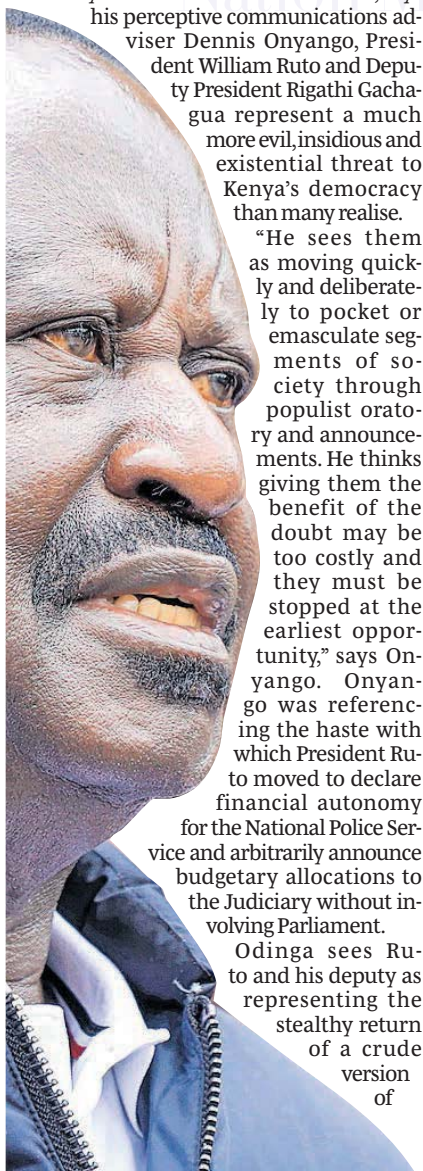 his perceptive communications ad-
viser Dennis Onyango, Presi-
dent William Ruto and Depu-
ty President Rigathi Gacha-
gua represent a much
more evil, insidious and
existential threat to
Kenya's democracy
than many realise.
“He sees them
as moving quick-
ly and deliberate-
ly to pocket or
emasculate seg-
ments of so-
ciety through
populist orato-
ry and announce-
ments. He thinks
giving them the
benefit of the
doubt may be
too costly and
they must be
stopped at the
earliest oppor-
tunity,” says On-
yango. Onyan-
go was referenc-
ing the haste with
which President Ru-
to moved to declare
financial autonomy
for the National Police Ser-
vice and arbitrarily announce
budgetary allocations to
the Judiciary without in-
volving Parliament.
Odinga sees Ru-
to and his deputy as
representing the
stealthy return
of a crude
version
of